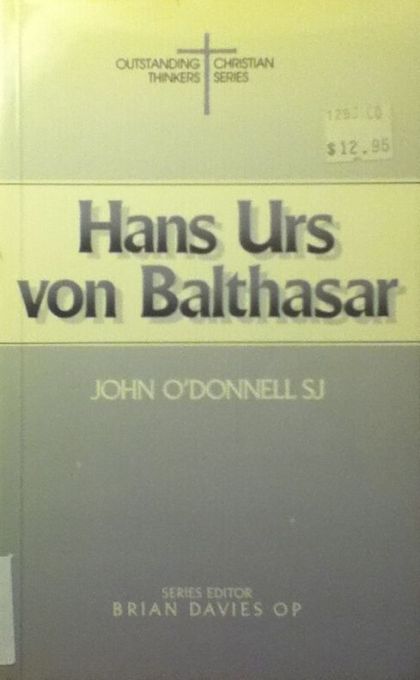 OUTSTANDING CHRISTIAN
THINKERS SERIES
$12.95
Hans Urs
von Balthasar
JOHN O'DONNELL SJ
SERIES EDITOR
BRIAN DAVIES OP